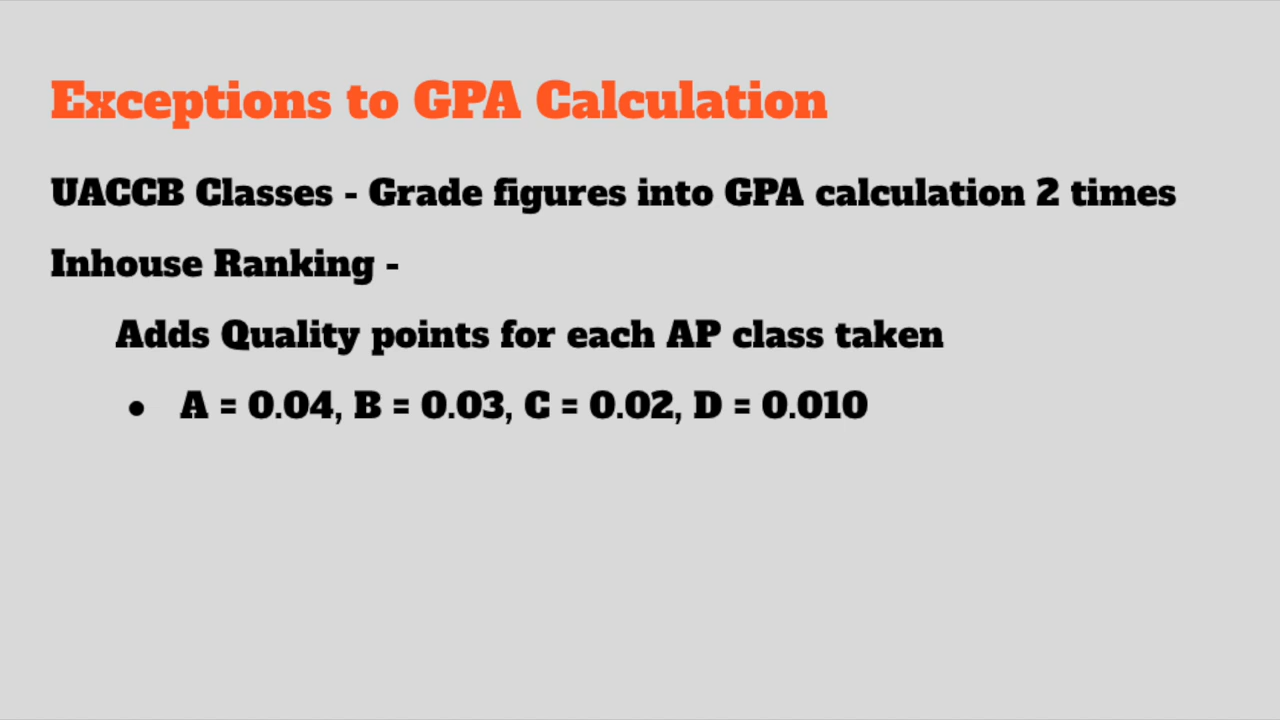 Exceptions to GPA Calculation
UACCB Classes - Grade figures into GPA calculation 2 times
Inhouse Ranking -
Adds Quality points for each AP class taken
● A = 0.04, B = 0.03, C = 0.02, D = 0.010